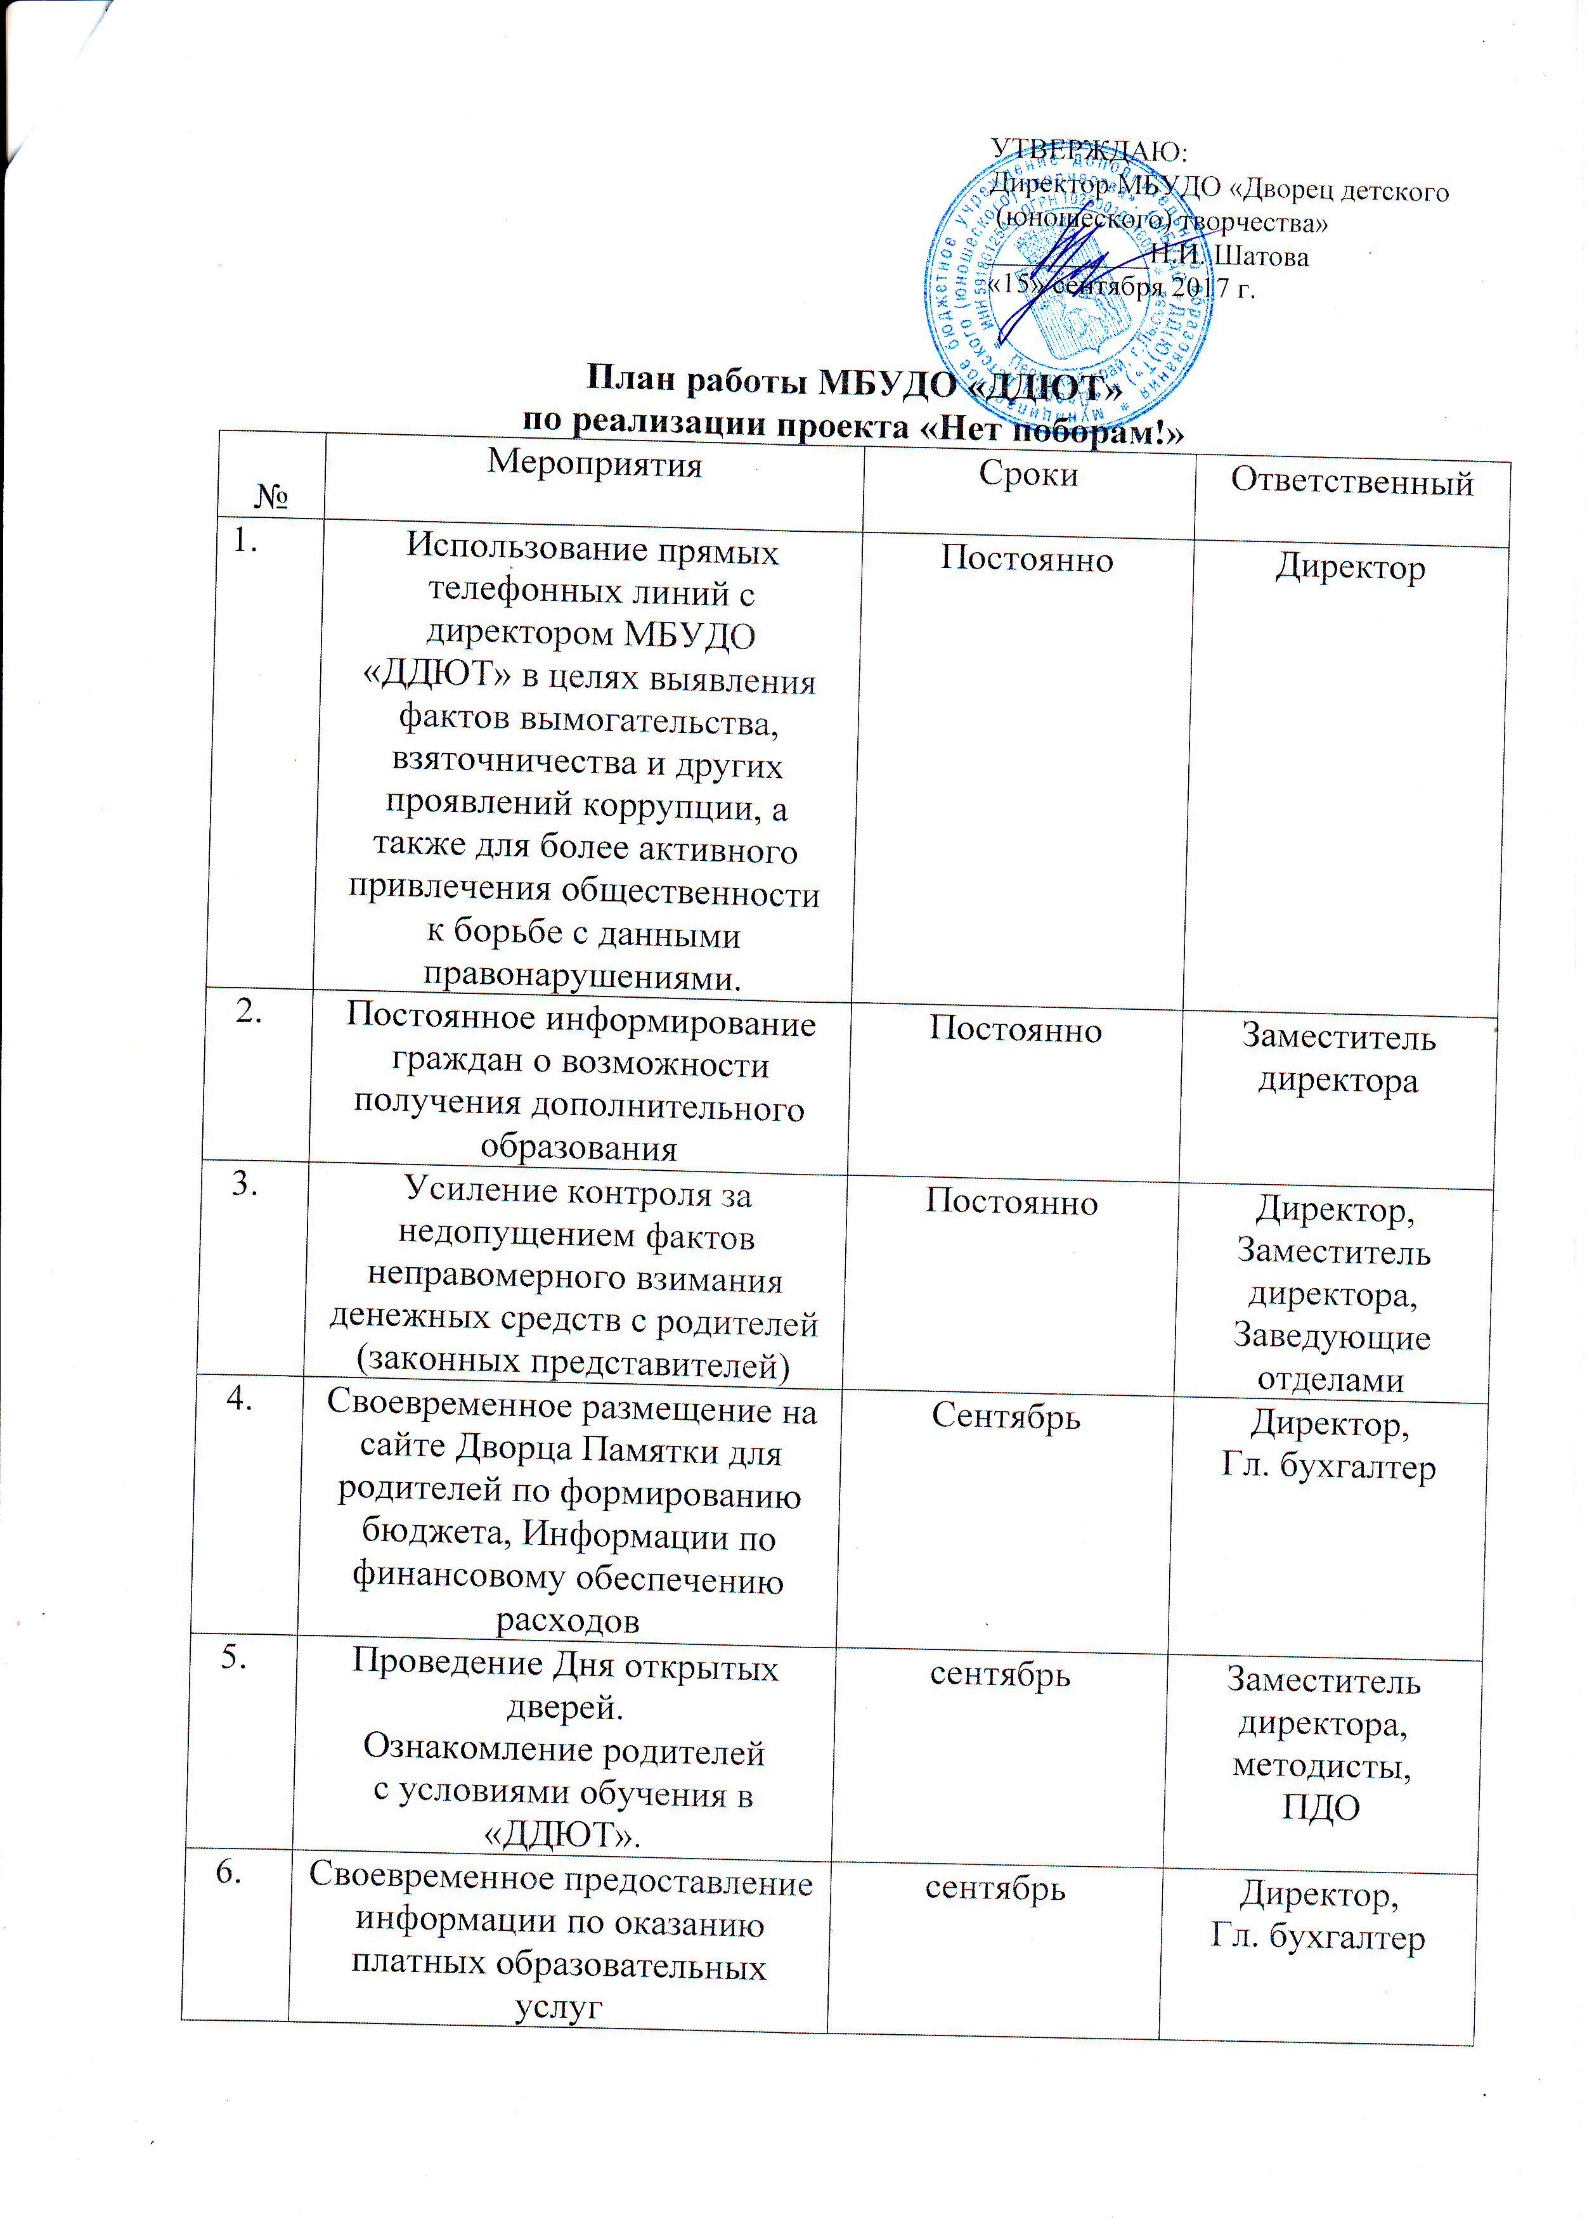 УТВЕРЖДАЮ:
Директор МБУДО «Дворец детского
(юношеского) творчества»
____________Н.И. Шатова
«15» сентября 2017 г.
План работы МБУДО «ДДЮТ»
по реализации проекта «Нет поборам!»
№ Мероприятия Сроки Ответственный
1. Использование прямых Постоянно Директор
телефонных линий с
директором МБУДО
«ДДЮТ» в целях выявления
фактов вымогательства,
взяточничества и других
проявлений коррупции, а
также для более активного
привлечения общественности
к борьбе с данными
правонарушениями.
2. Постоянное информирование Постоянно Заместитель
граждан о возможности директора
получения дополнительного
образования
3. Усиление контроля за Постоянно Директор,
недопущением фактов Заместитель
неправомерного взимания директора,
денежных средств с родителей Заведующие
(законных представителей) отделами
4. Своевременное размещение на Сентябрь Директор,
сайте Дворца Памятки для Гл. бухгалтер
родителей по формированию
бюджета, Информации по
финансовому обеспечению
расходов
5. Проведение Дня открытых сентябрь Заместитель
дверей. директора,
Ознакомление родителей методисты,
с условиями обучения в ПДО
«ДДЮТ».
6. Своевременное предоставление сентябрь Директор,
информации по оказанию Гл. бухгалтер
платных образовательных
услуг